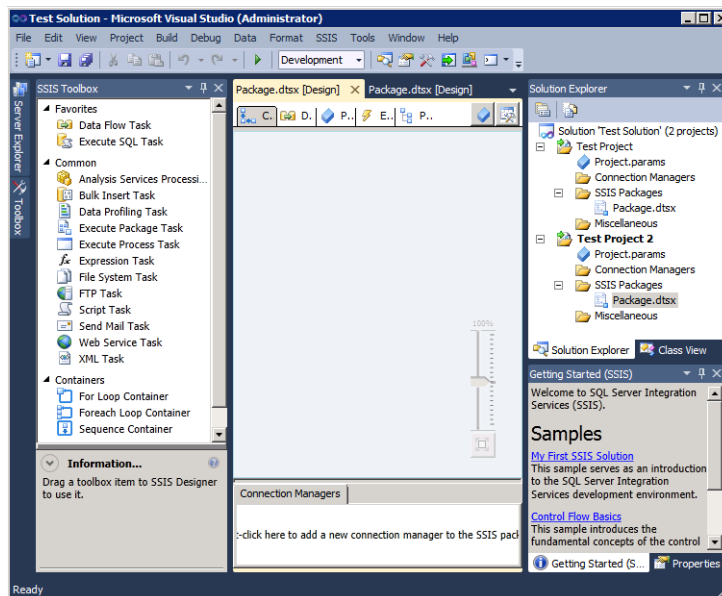 Test Solution - Microsoft Visual Studio (Administrator)
File Edit View Project Build Debug Data Format SSIS Tools Window Help
Development
Server Explorer
Toolbox
SSIS Toolbox
Favorites
Data Flow Task
Execute SQL Task
Common
Analysis Services Processi...
Bulk Insert Task
Data Profiling Task
Execute Package Task
Execute Process Task
Expression Task
File System Task
FTP Task
Script Task
Send Mail Task
Web Service Task
XML Task
Containers
For Loop Container
Foreach Loop Container
Sequence Container
Information...
Drag a toolbox item to SSIS Designer
to use it.
Package.dtsx [Design] Package.dtsx [Design]
C. D. P.. E.. P..
100%
Connection Managers
:-click here to add a new connection manager to the SSIS pack
Solution Explorer
Solution 'Test Solution' (2 projects)
Test Project
Project.params
Connection Managers
SSIS Packages
Package.dtsx
Miscellaneous
Test Project 2
Project.params
Connection Managers
SSIS Packages
Package.dtsx
Miscellaneous
Solution Explorer Class View
Getting Started (SSIS)
Welcome to SQL Server Integration
Services (SSIS).
Samples
My First SSIS Solution
This sample serves as an introduction
to the SQL Server Integration
Services development environment.
Control Flow Basics
This sample introduces the
fundamental concepts of the control
Getting Started (S... Properties
Ready